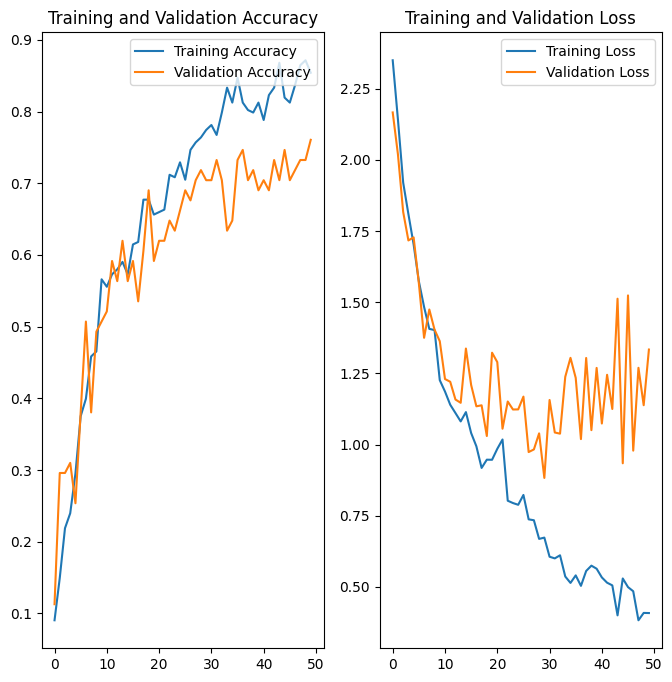 Training and Validation Accuracy
Training Accuracy
Validation Accuracy
0.9
0.8
0.7
0.6
0.5
0.4
0.3
0.2
0.1
0 10 20 30 40 50
Training and Validation Loss
Training Loss
Validation Loss
2.25
2.00
1.75
1.50
1.25
1.00
0.75
0.50
0 10 20 30 40 50